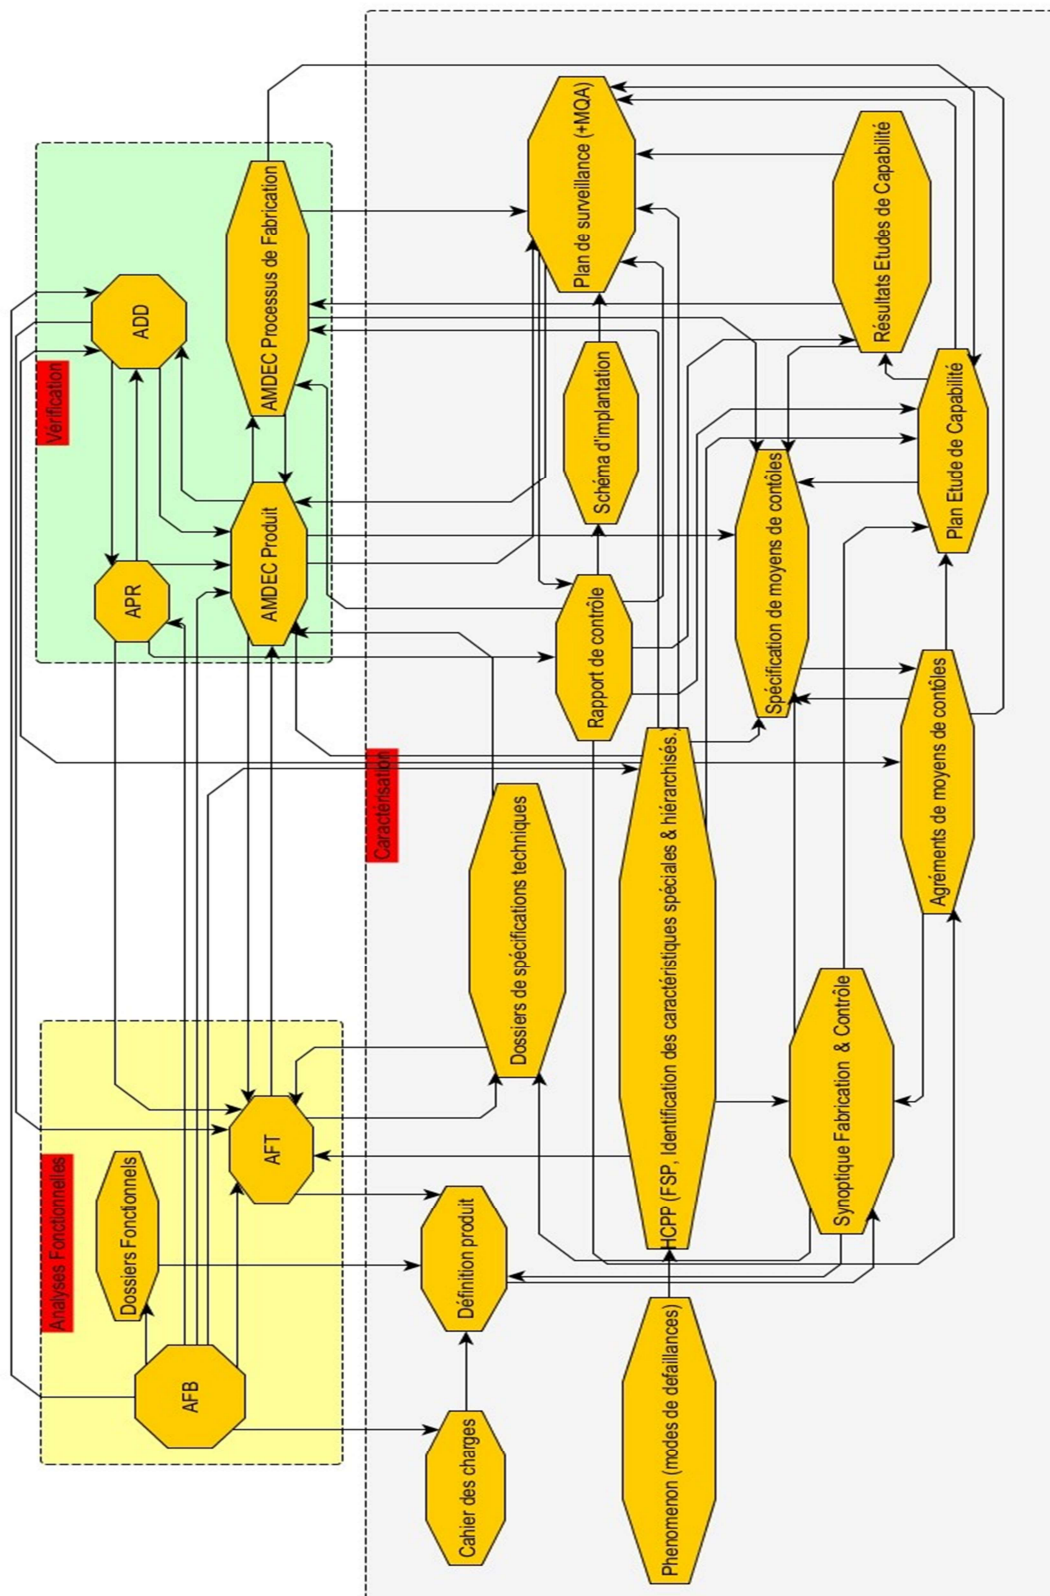 Analyses Fonctionnelles
AFB
Dossiers Fonctionnels
AFT
Vérification
APR
ADD
AMDEC Produit
AMDEC Processus de Fabrication
Caractérisation
Cahier des charges
Définition produit
Dossiers de spécifications techniques
Rapport de contrôle
Schéma d'implantation
Plan de surveillance (+MQA)
Phenomenon (modes de defaillances)
HCPP (FSP, Identification des caractéristiques spéciales & hiérarchisés.)
Spécification de moyens de contôles
Synoptique Fabrication & Contrôle
Agréments de moyens de contôles
Plan Etude de Capabilité
Résultats Etudes de Capabilité